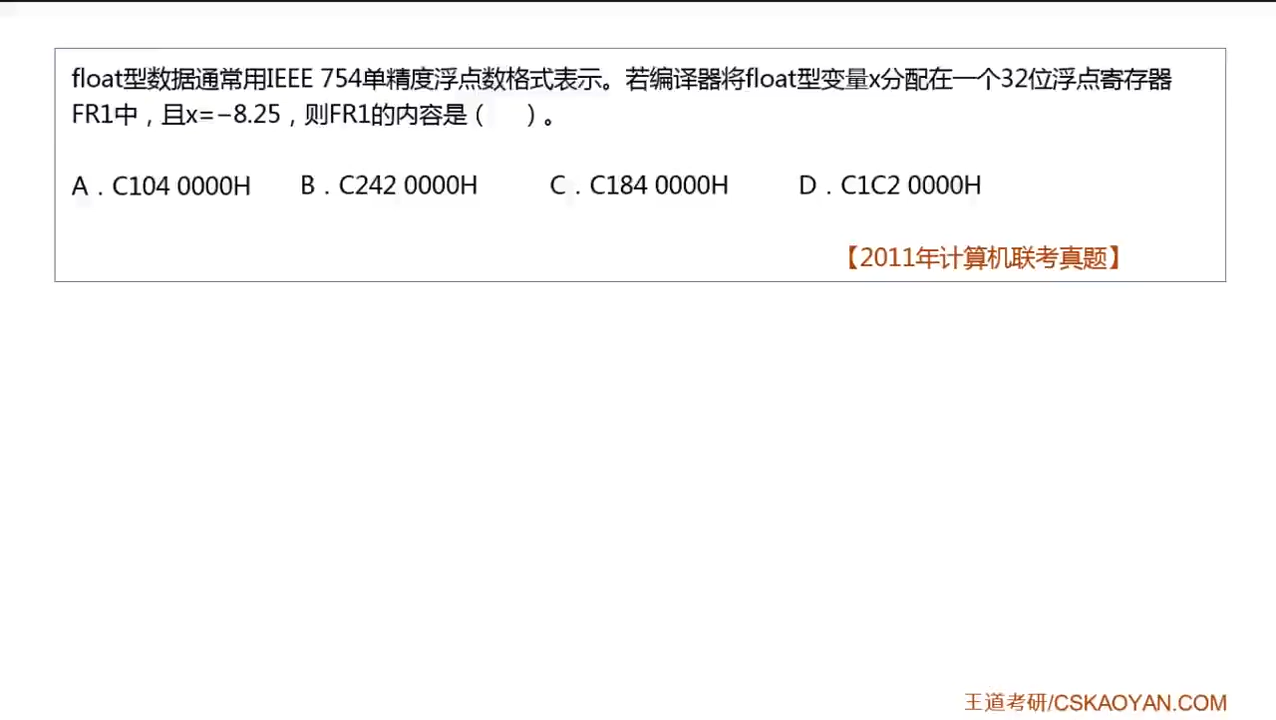 float型数据通常用IEEE 754单精度浮点数格式表示。若编译器将float型变量x分配在一个32位浮点寄存器
FR1中，且x=−8.25，则FR1的内容是（　　）。
A．C104 0000H　B．C242 0000H　C．C184 0000H　D．C1C2 0000H
【2011年计算机联考真题】
王道考研/CSKAOYAN.COM